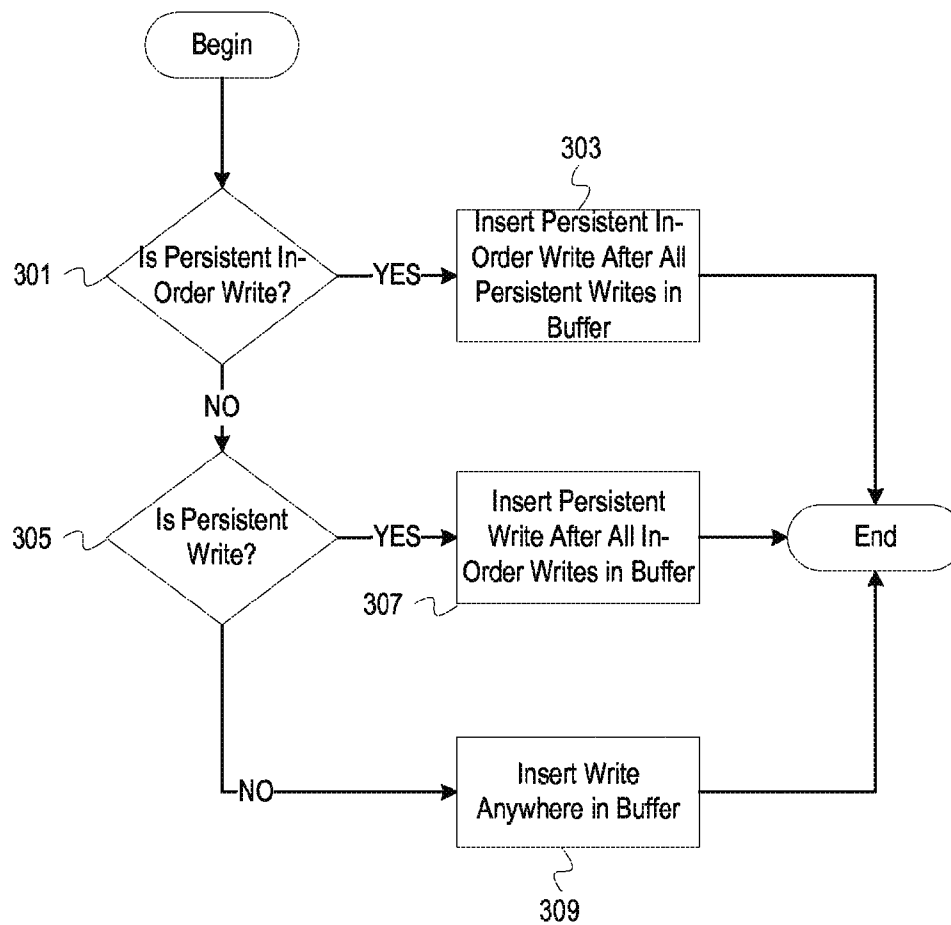 Begin
303
Insert Persistent In-
Order Write After All
Persistent Writes in
Buffer
301
Is Persistent In-
Order Write?
YES
NO
305
Is Persistent
Write?
YES
Insert Persistent
Write After All In-
Order Writes in Buffer
End
307
NO
Insert Write
Anywhere in Buffer
309